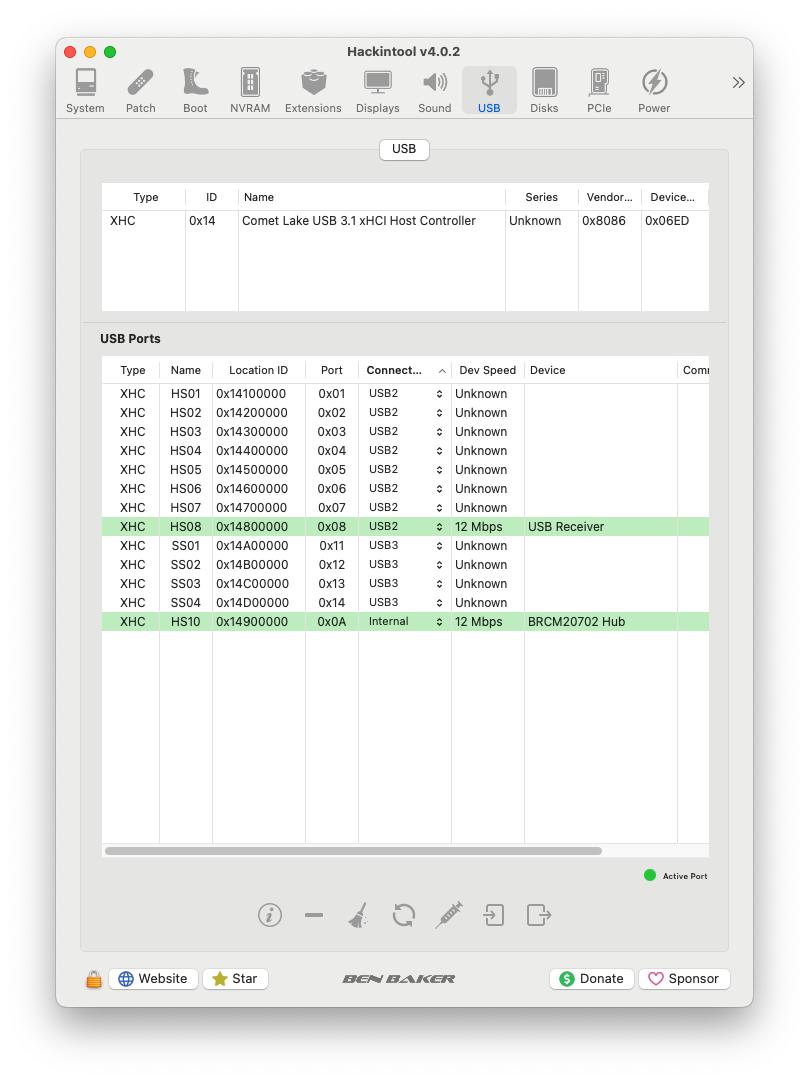 Hackintool v4.0.2
System Patch Boot NVRAM Extensions Displays Sound USB Disks PCIe Power
USB
Type ID Name Series Vendor... Device...
XHC 0x14 Comet Lake USB 3.1 xHCI Host Controller Unknown 0x8086 0x06ED
USB Ports
Type Name Location ID Port Connect... Dev Speed Device Com
XHC HS01 0x14100000 0x01 USB2 Unknown
XHC HS02 0x14200000 0x02 USB2 Unknown
XHC HS03 0x14300000 0x03 USB2 Unknown
XHC HS04 0x14400000 0x04 USB2 Unknown
XHC HS05 0x14500000 0x05 USB2 Unknown
XHC HS06 0x14600000 0x06 USB2 Unknown
XHC HS07 0x14700000 0x07 USB2 Unknown
XHC HS08 0x14800000 0x08 USB2 12 Mbps USB Receiver
XHC SS01 0x14A00000 0x11 USB3 Unknown
XHC SS02 0x14B00000 0x12 USB3 Unknown
XHC SS03 0x14C00000 0x13 USB3 Unknown
XHC SS04 0x14D00000 0x14 USB3 Unknown
XHC HS10 0x14900000 0x0A Internal 12 Mbps BRCM20702 Hub
Active Port
Website Star BEN BAKER Donate Sponsor